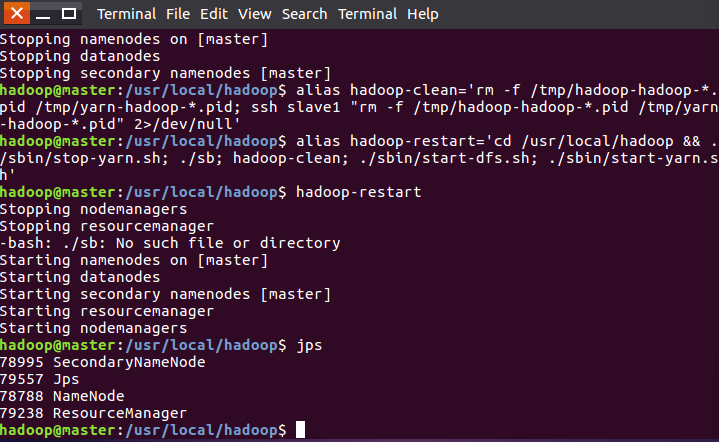 Terminal File Edit View Search Terminal Help
Stopping namenodes on [master]
Stopping datanodes
Stopping secondary namenodes [master]
hadoop@master:/usr/local/hadoop$ alias hadoop-clean='rm -f /tmp/hadoop-hadoop-*.
pid /tmp/yarn-hadoop-*.pid; ssh slave1 "rm -f /tmp/hadoop-hadoop-*.pid /tmp/yarn
-hadoop-*.pid" 2>/dev/null'
hadoop@master:/usr/local/hadoop$ alias hadoop-restart='cd /usr/local/hadoop && .
/sbin/stop-yarn.sh; ./sb; hadoop-clean; ./sbin/start-dfs.sh; ./sbin/start-yarn.s
h'
hadoop@master:/usr/local/hadoop$ hadoop-restart
Stopping nodemanagers
Stopping resourcemanager
-bash: ./sb: No such file or directory
Starting namenodes on [master]
Starting datanodes
Starting secondary namenodes [master]
Starting resourcemanager
Starting nodemanagers
hadoop@master:/usr/local/hadoop$ jps
78995 SecondaryNameNode
79557 Jps
78788 NameNode
79238 ResourceManager
hadoop@master:/usr/local/hadoop$